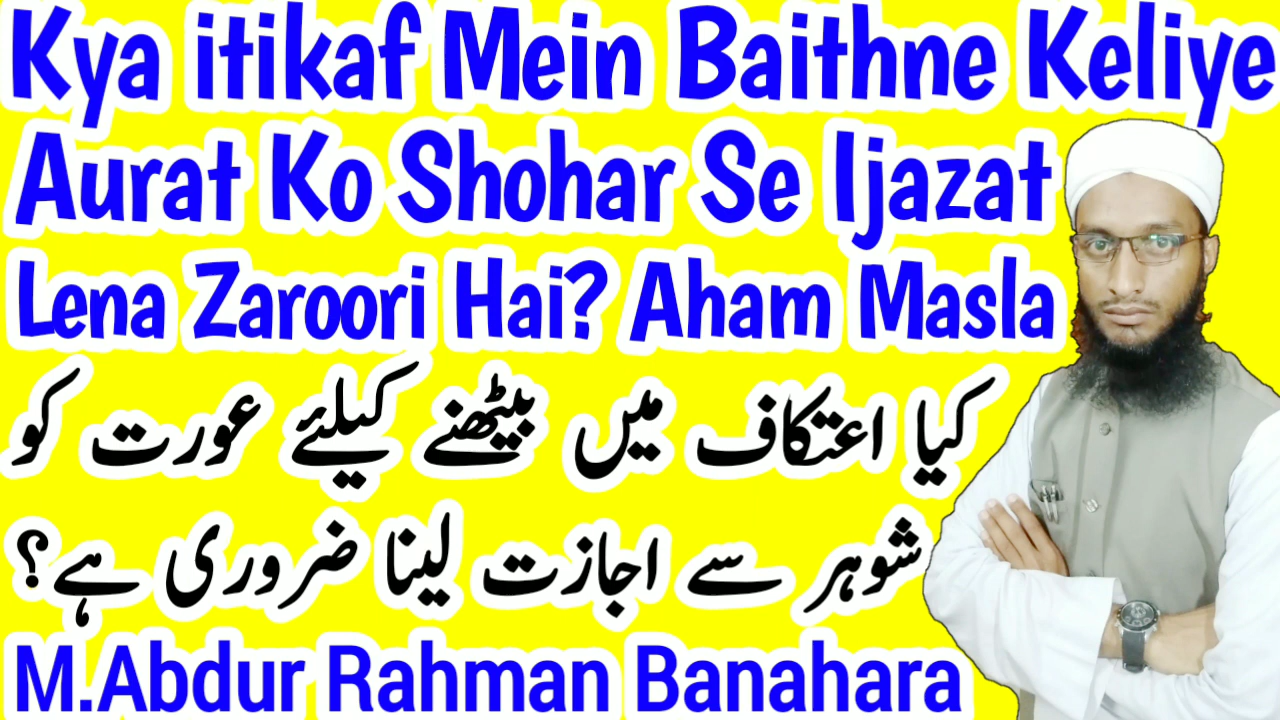 Kya itikaf Mein Baithne Keliye
Aurat Ko Shohar Se Ijazat
Lena Zaroori Hai? Aham Masla
کیا اعتکاف میں بیٹھنے کیلئے عورت کو
شوہر سے اجازت لینا ضروری ہے؟
M.Abdur Rahman Banahara